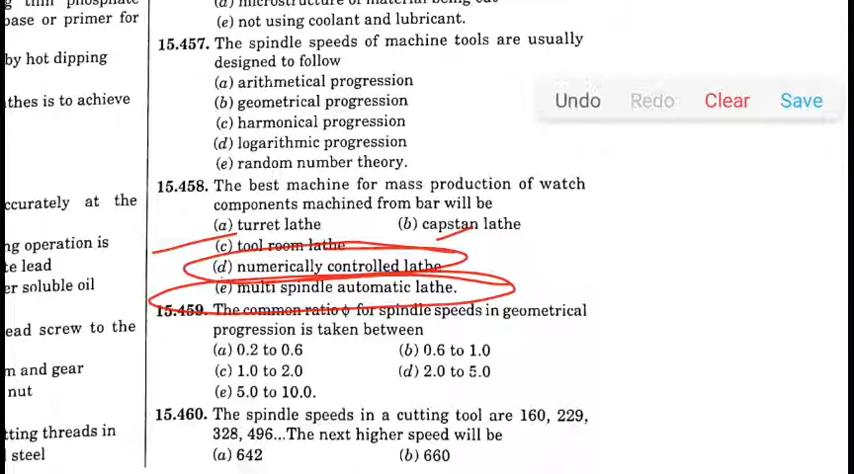 g thin phosphate
base or primer for
by hot dipping
thes is to achieve
ccurately at the
ng operation is
te lead
er soluble oil
ead screw to the
m and gear
nut
tting threads in
steel
(d) microstructure of material being cut
(e) not using coolant and lubricant.
15.457. The spindle speeds of machine tools are usually
designed to follow
(a) arithmetical progression
(b) geometrical progression
(c) harmonical progression
(d) logarithmic progression
(e) random number theory.
15.458. The best machine for mass production of watch
components machined from bar will be
(a) turret lathe (b) capstan lathe
(c) tool room lathe
(d) numerically controlled lathe
(e) multi spindle automatic lathe.
15.459. The common ratio ϕ for spindle speeds in geometrical
progression is taken between
(a) 0.2 to 0.6 (b) 0.6 to 1.0
(c) 1.0 to 2.0 (d) 2.0 to 5.0
(e) 5.0 to 10.0.
15.460. The spindle speeds in a cutting tool are 160, 229,
328, 496...The next higher speed will be
(a) 642 (b) 660
Undo Redo Clear Save